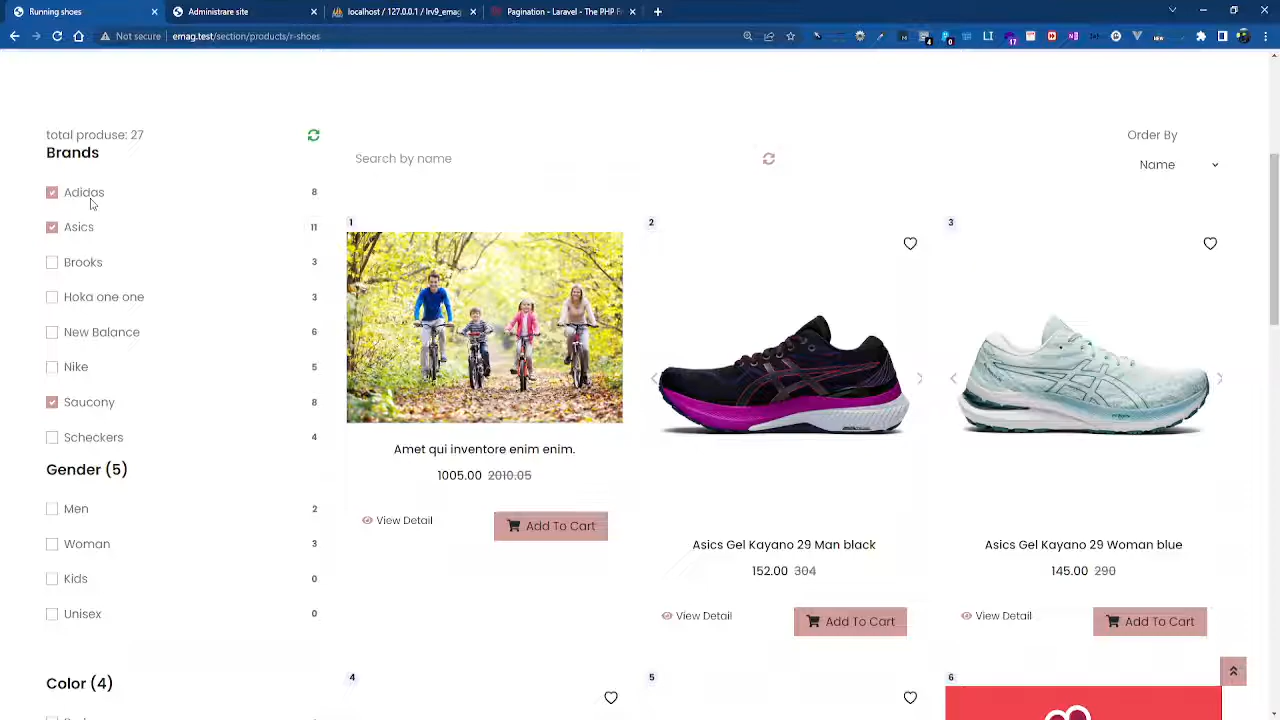 Running shoes
Administrare site
localhost / 127.0.0.1 / lrv9_emag
Pagination - Laravel - The PHP F
Not secure
emag.test/section/products/r-shoes
4
0
17
total produse: 27
Order By
Brands
Search by name
Name
Adidas 8
Asics 11
Brooks 3
Hoka one one 3
New Balance 6
Nike 5
Saucony 8
Scheckers 4
Gender (5)
Men 2
Woman 3
Kids 0
Unisex 0
Color (4)
1
Amet qui inventore enim enim.
1005.00 2010.05
View Detail
Add To Cart
2
Asics Gel Kayano 29 Man black
152.00 304
View Detail
Add To Cart
3
Asics Gel Kayano 29 Woman blue
145.00 290
View Detail
Add To Cart
4
5
6